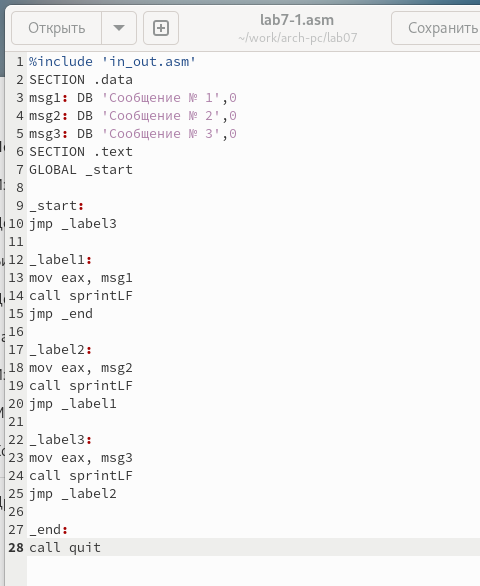 Открыть
lab7-1.asm
~/work/arch-pc/lab07
Сохранить
1 %include 'in_out.asm'
2 SECTION .data
3 msg1: DB 'Сообщение № 1',0
4 msg2: DB 'Сообщение № 2',0
5 msg3: DB 'Сообщение № 3',0
6 SECTION .text
7 GLOBAL _start
8
9 _start:
10 jmp _label3
11
12 _label1:
13 mov eax, msg1
14 call sprintLF
15 jmp _end
16
17 _label2:
18 mov eax, msg2
19 call sprintLF
20 jmp _label1
21
22 _label3:
23 mov eax, msg3
24 call sprintLF
25 jmp _label2
26
27 _end:
28 call quit